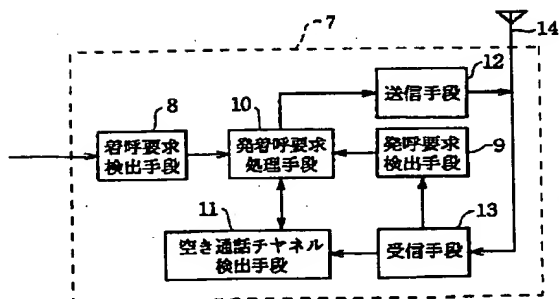 7
14
12
送信手段
8
着呼要求
検出手段
10
発着呼要求
処理手段
発呼要求
検出手段
9
11
空き通話チヤネル
検出手段
13
受信手段